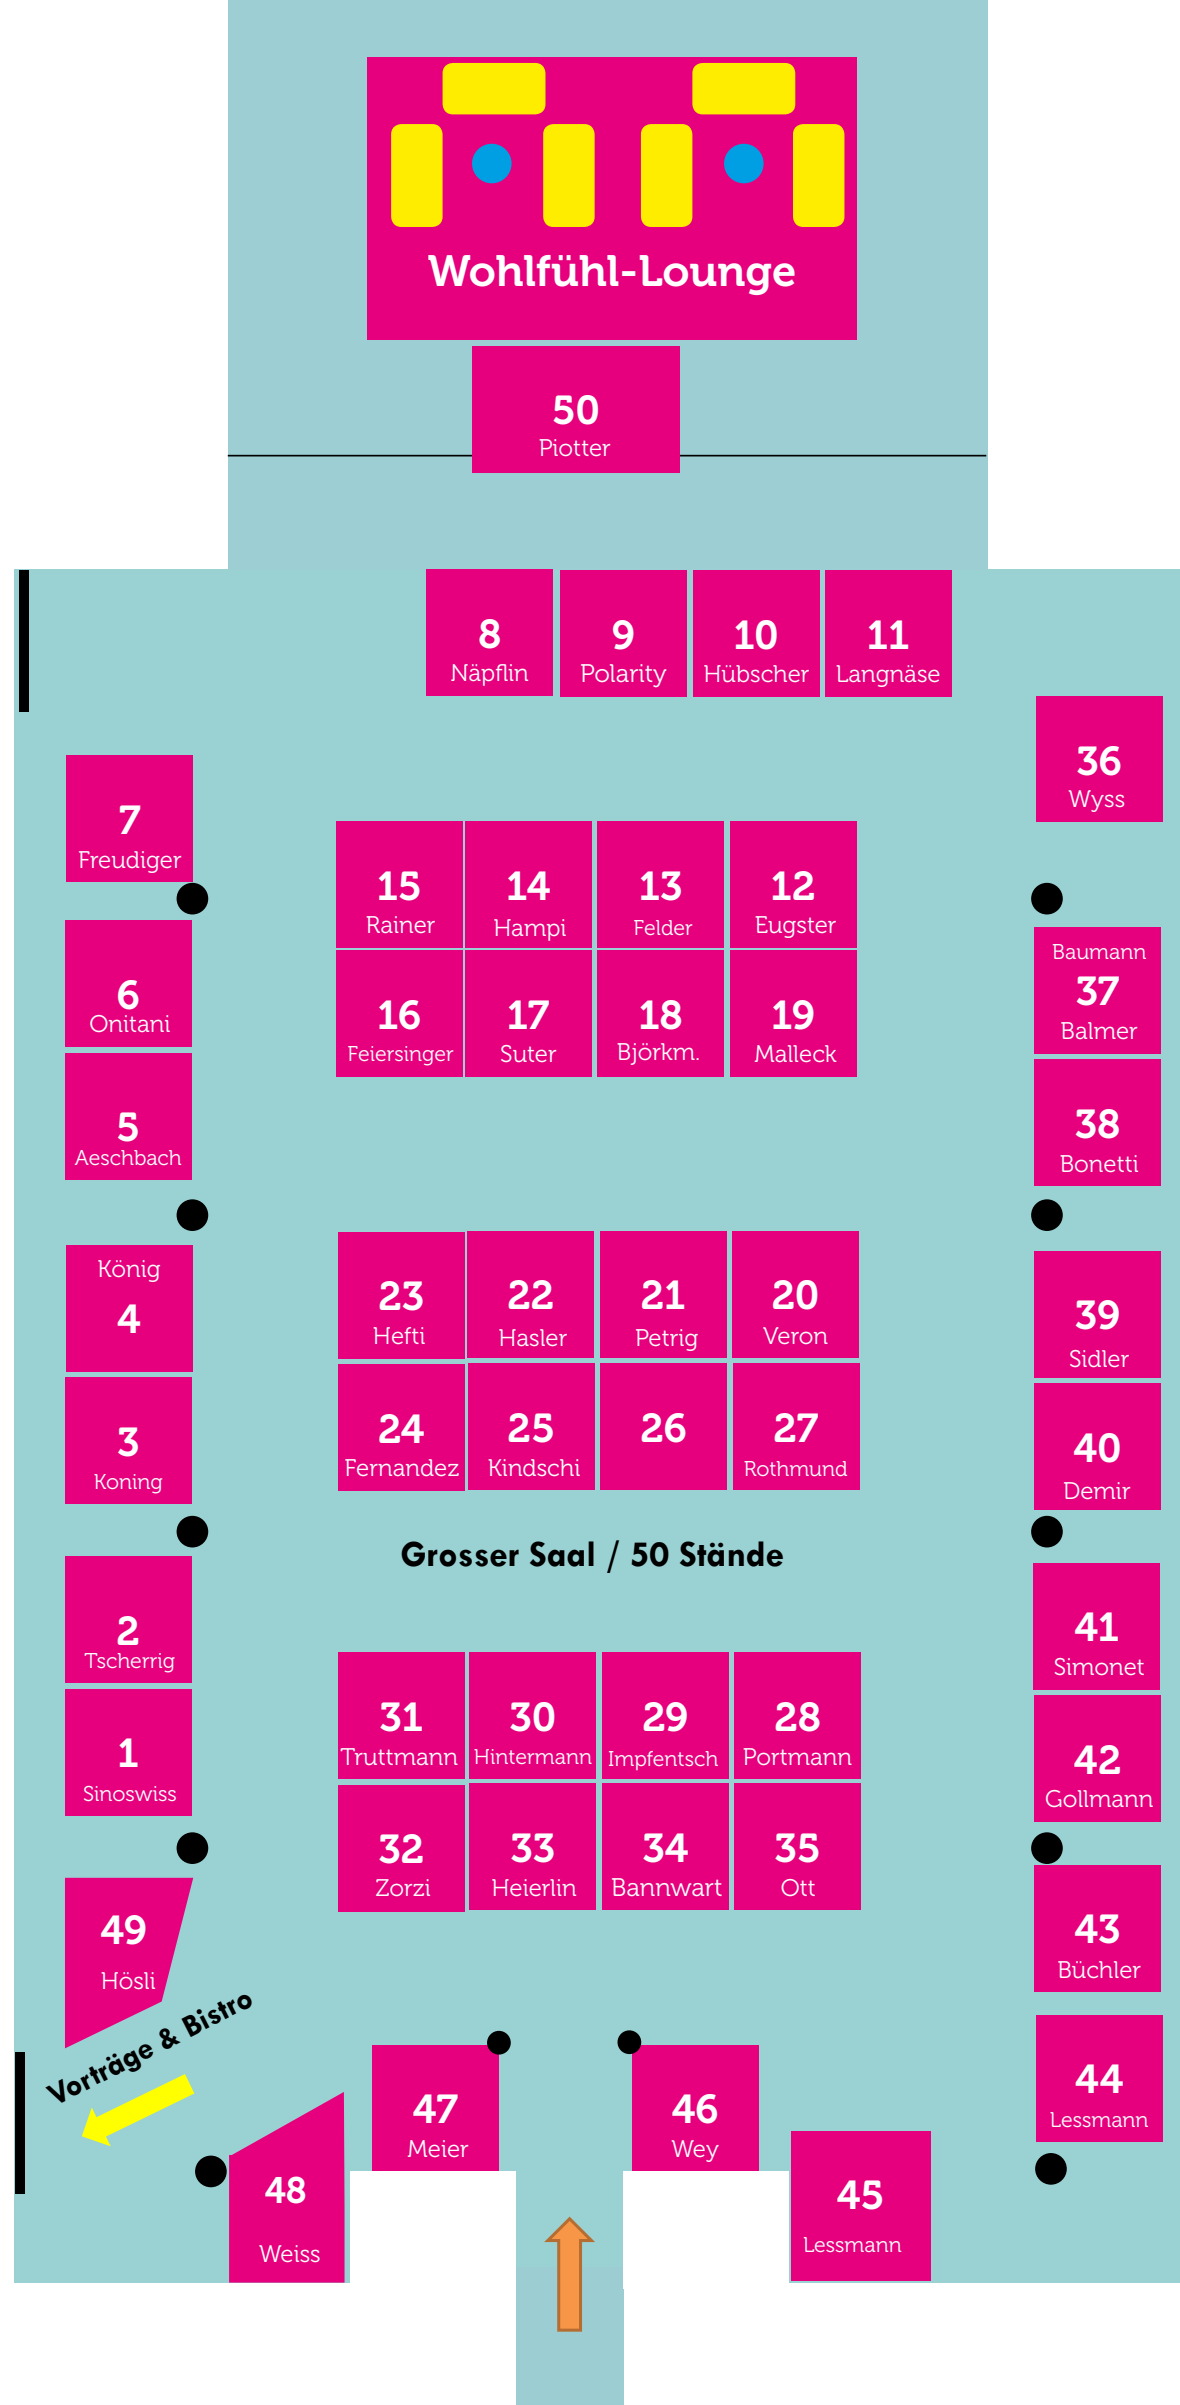 Wohlfühl-Lounge
50
Piotter
8
Näpflin
9
Polarity
10
Hübscher
11
Langnäse
36
Wyss
7
Freudiger
15
Rainer
14
Hampi
13
Felder
12
Eugster
6
Onitani
Baumann
37
Balmer
16
Feiersinger
17
Suter
18
Björkm.
19
Malleck
5
Aeschbach
38
Bonetti
König
4
23
Hefti
22
Hasler
21
Petrig
20
Veron
39
Sidler
3
Koning
24
Fernandez
25
Kindschi
26
27
Rothmund
40
Demir
Grosser Saal / 50 Stände
2
Tscherrig
41
Simonet
31
Truttmann
30
Hintermann
29
Impfentsch
28
Portmann
1
Sinoswiss
42
Gollmann
32
Zorzi
33
Heierlin
34
Bannwart
35
Ott
49
Hösli
43
Büchler
Vorträge & Bistro
47
Meier
46
Wey
44
Lessmann
48
Weiss
45
Lessmann